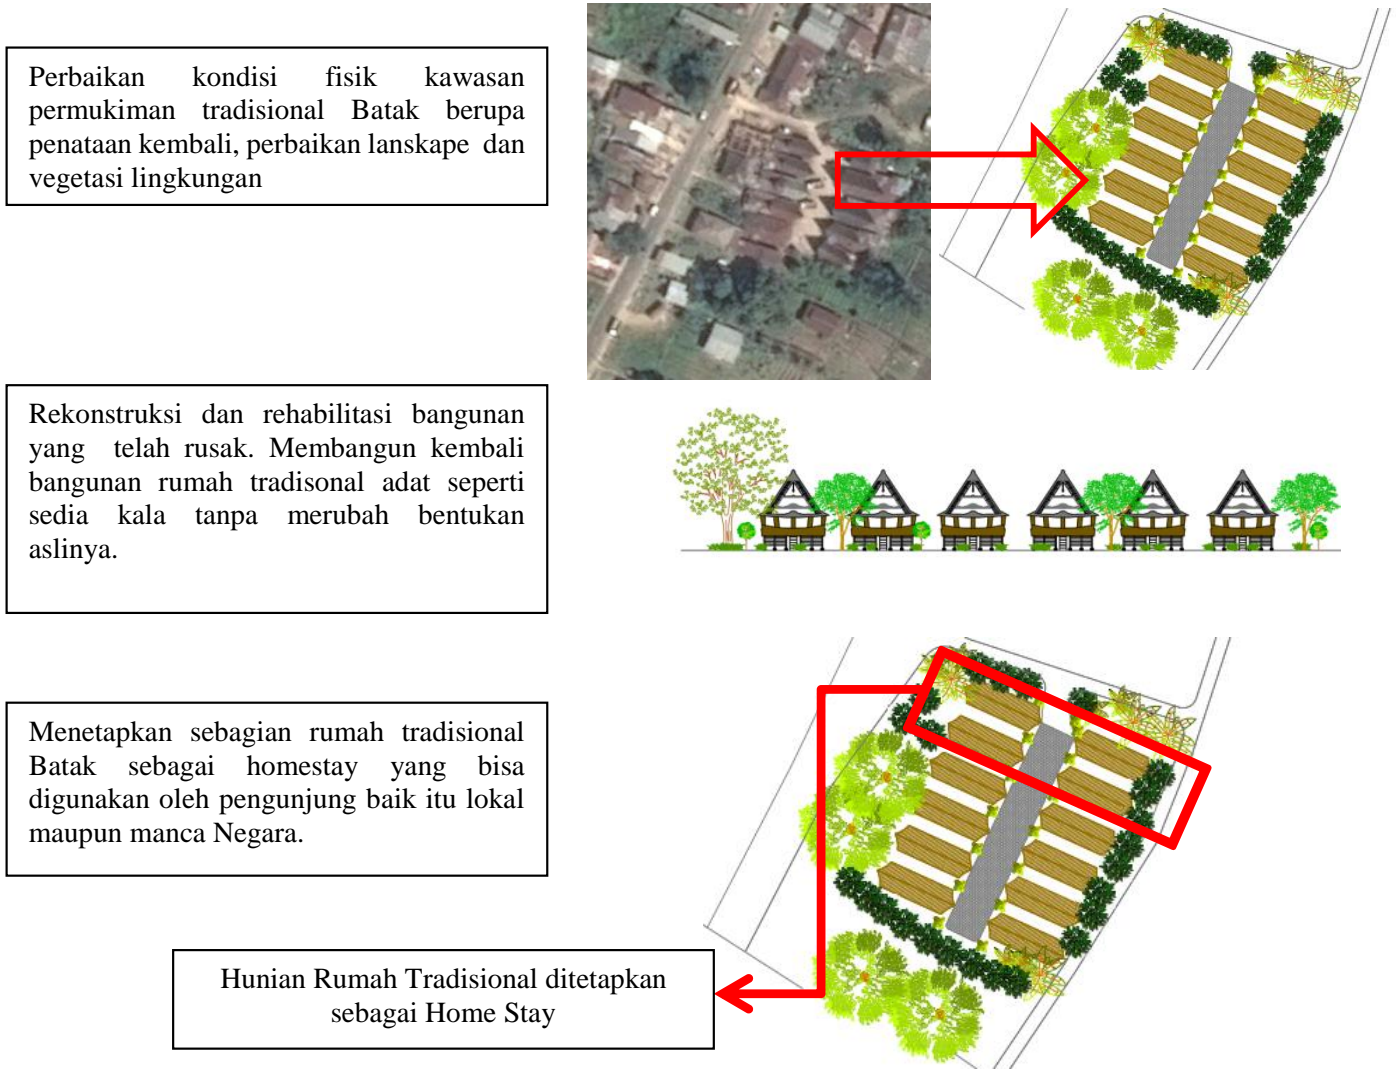 Perbaikan kondisi fisik kawasan
permukiman tradisional Batak berupa
penataan kembali, perbaikan lanskape dan
vegetasi lingkungan
Rekonstruksi dan rehabilitasi bangunan
yang telah rusak. Membangun kembali
bangunan rumah tradisonal adat seperti
sedia kala tanpa merubah bentukan
aslinya.
Menetapkan sebagian rumah tradisional
Batak sebagai homestay yang bisa
digunakan oleh pengunjung baik itu lokal
maupun manca Negara.
Hunian Rumah Tradisional ditetapkan
sebagai Home Stay